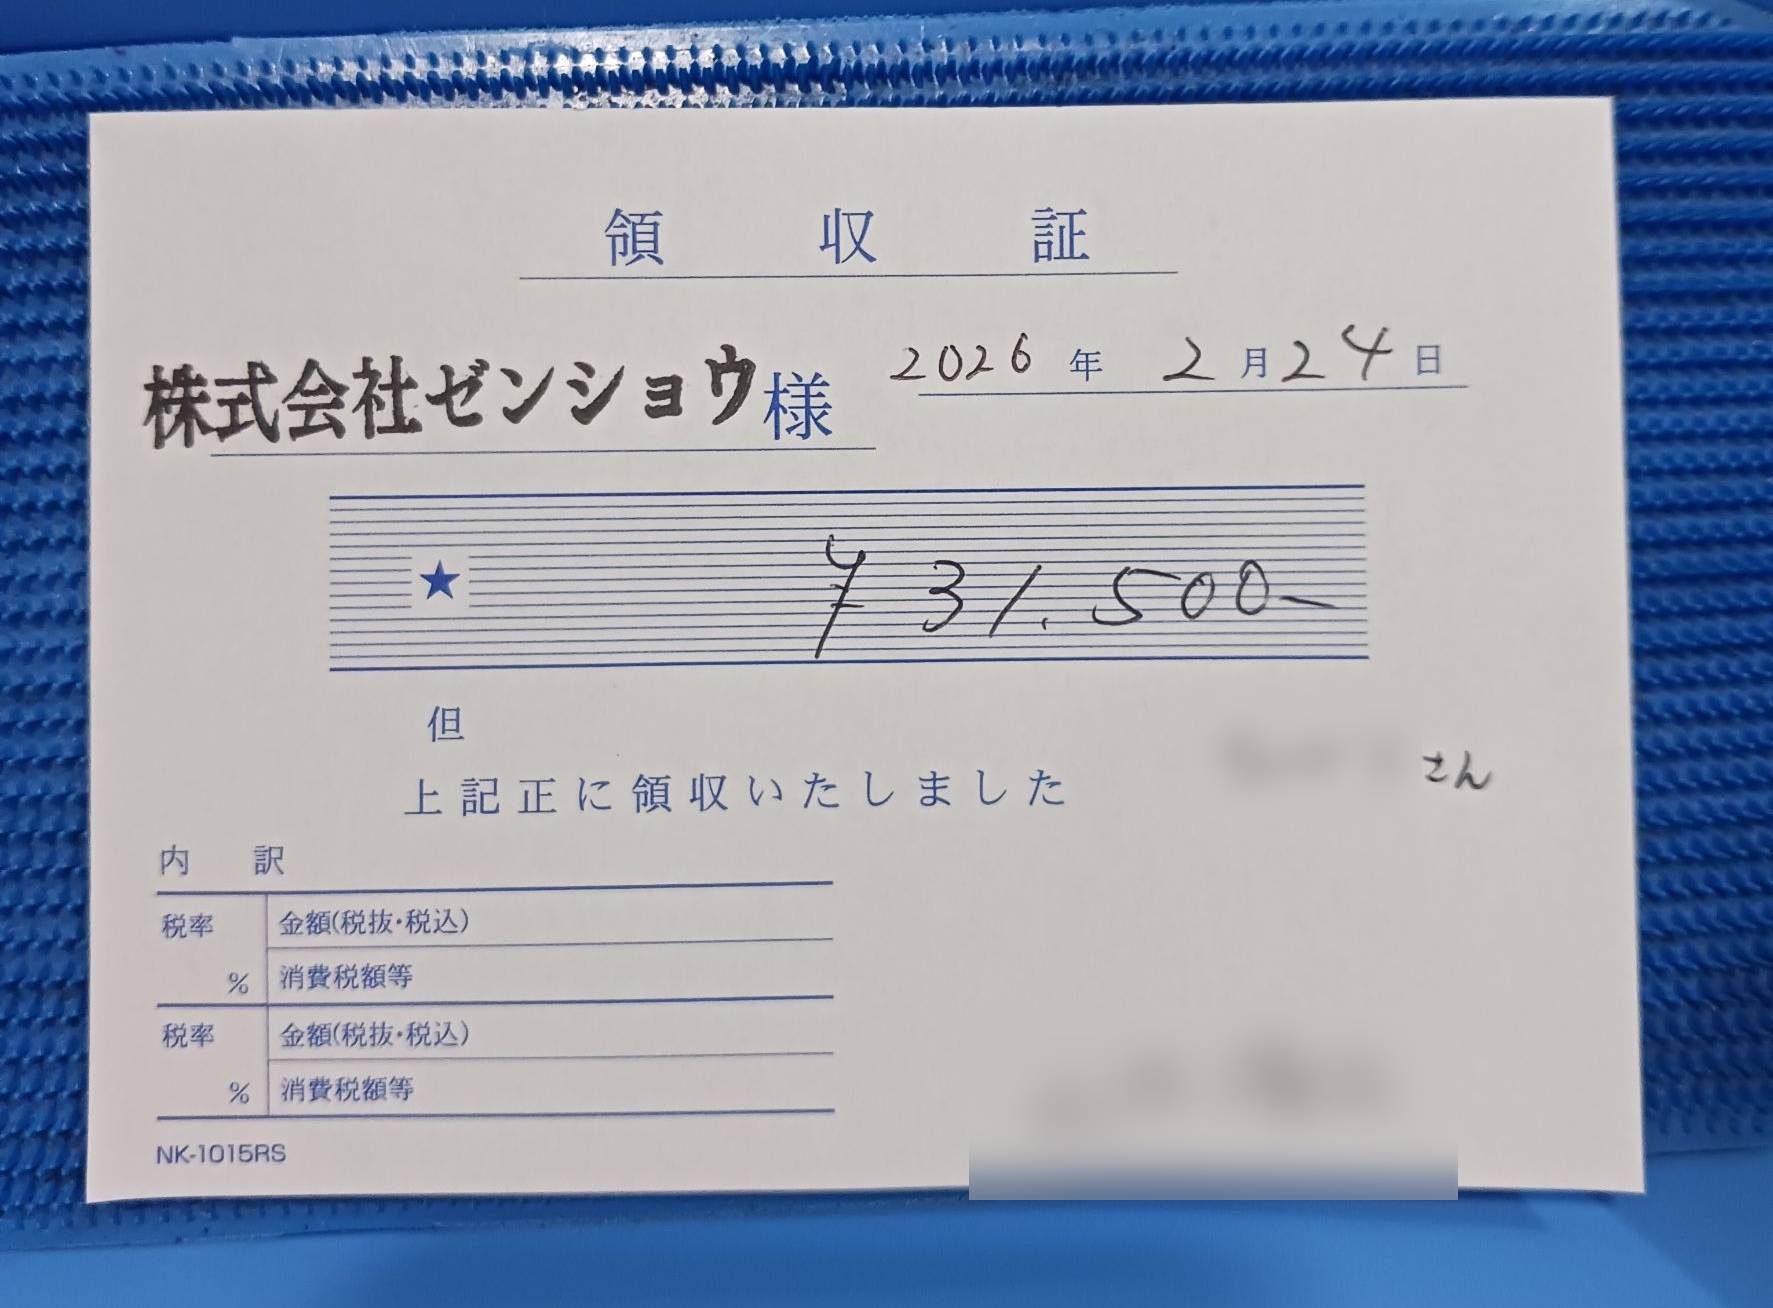 領収証
株式会社ゼンショウ様 2026年2月24日
★ ¥31.500-
但
さん
上記正に領収いたしました
内訳
税率 % 金額(税抜・税込)
消費税額等
税率 % 金額(税抜・税込)
消費税額等
NK-1015RS